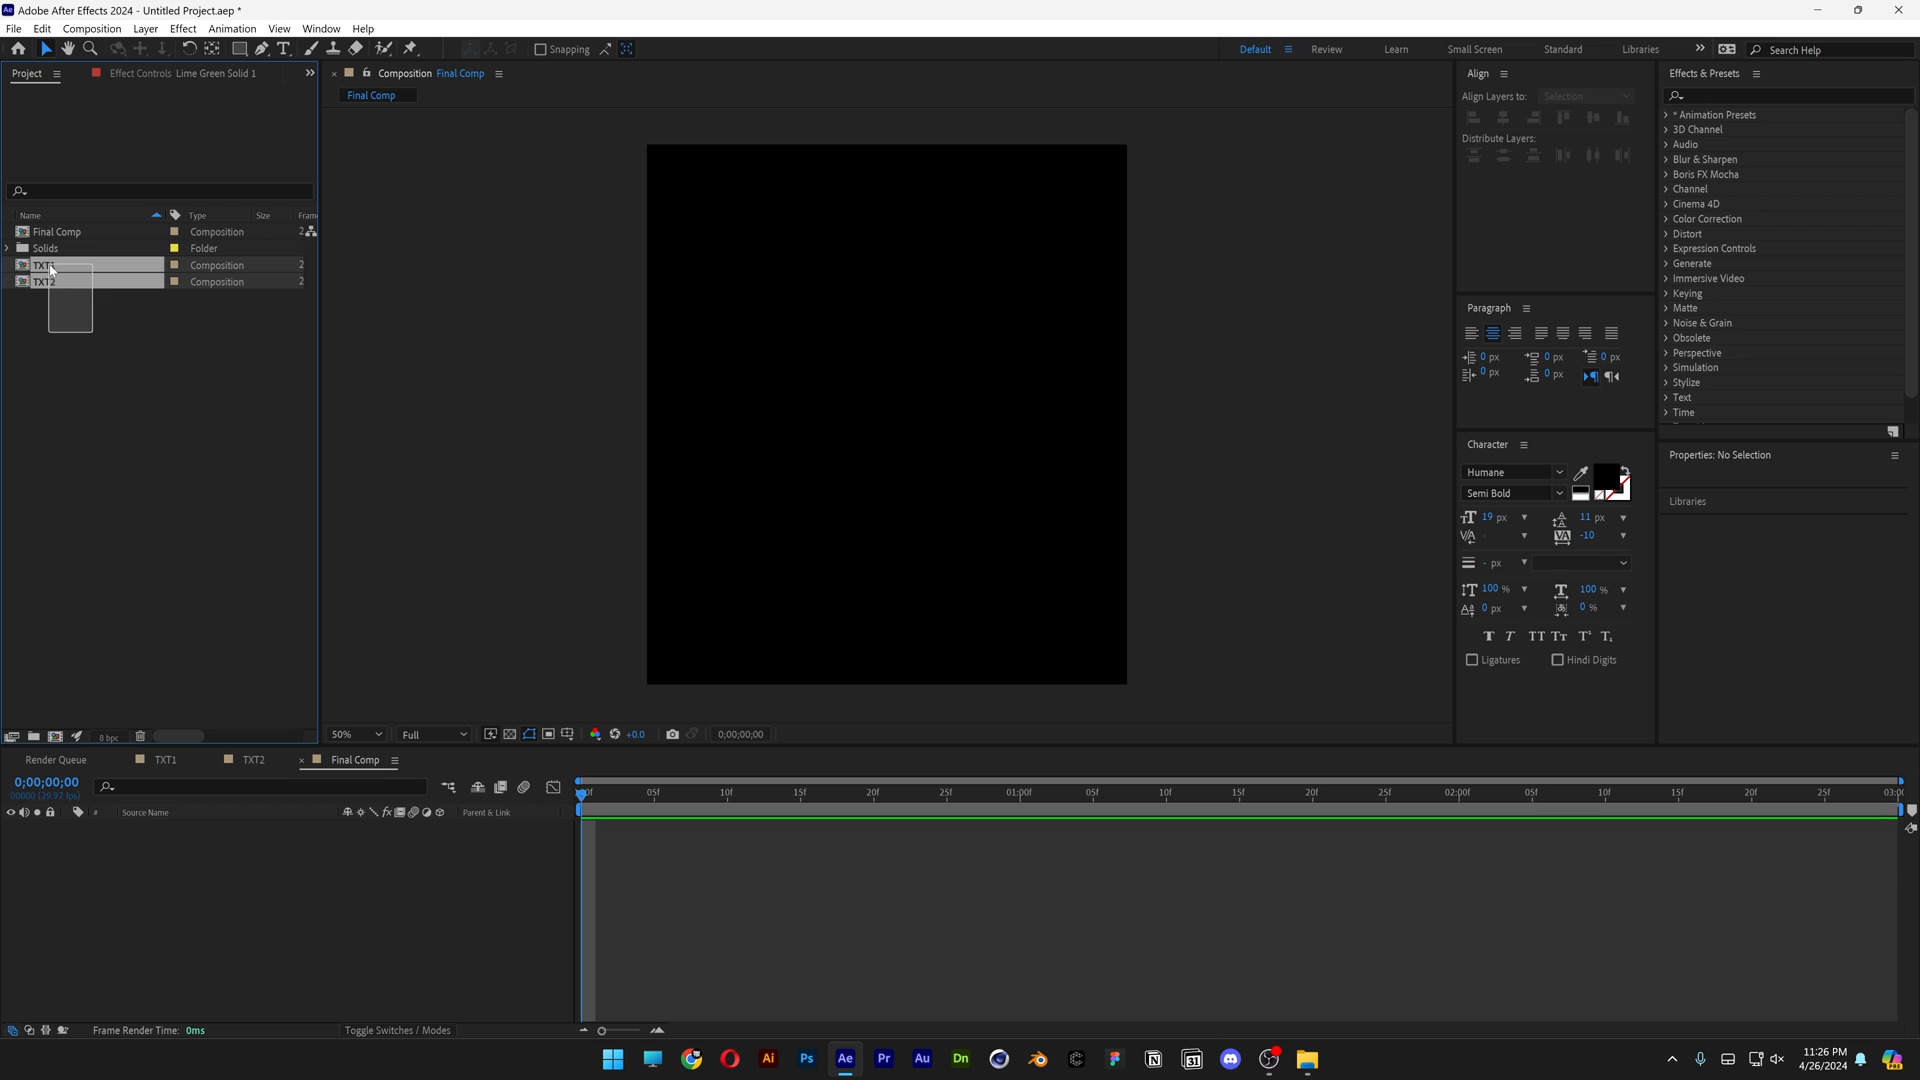 Adobe After Effects 2024 - Untitled Project.aep *
File Edit Composition Layer Effect Animation View Window Help
Snapping
Default Review Learn Small Screen Standard Libraries Search Help
Project Effect Controls Lime Green Solid 1
Composition Final Comp
Final Comp
Name Type Size Fram
Final Comp Composition 2
Solids Folder
TXT1 Composition 2
TXT2 Composition 2
8 bpc
50% Full +0.0 0;00;00;00
Align
Align Layers to: Selection
Distribute Layers:
Paragraph
0 px 0 px 0 px
0 px 0 px
Character
Humane
Semi Bold
19 px 11 px
-10
- px
100 % 100 %
0 px 0 %
Ligatures Hindi Digits
Effects & Presets
* Animation Presets
3D Channel
Audio
Blur & Sharpen
Boris FX Mocha
Channel
Cinema 4D
Color Correction
Distort
Expression Controls
Generate
Immersive Video
Keying
Matte
Noise & Grain
Obsolete
Perspective
Simulation
Stylize
Text
Time
Properties: No Selection
Libraries
Render Queue TXT1 TXT2 Final Comp
0;00;00;00
00000 (29.97 fps)
05f 10f 15f 20f 25f 01:00f 05f 10f 15f 20f 25f 02:00f 05f 10f 15f 20f 25f
# Source Name Parent & Link
Frame Render Time: 0ms Toggle Switches / Modes
11:26 PM
4/26/2024